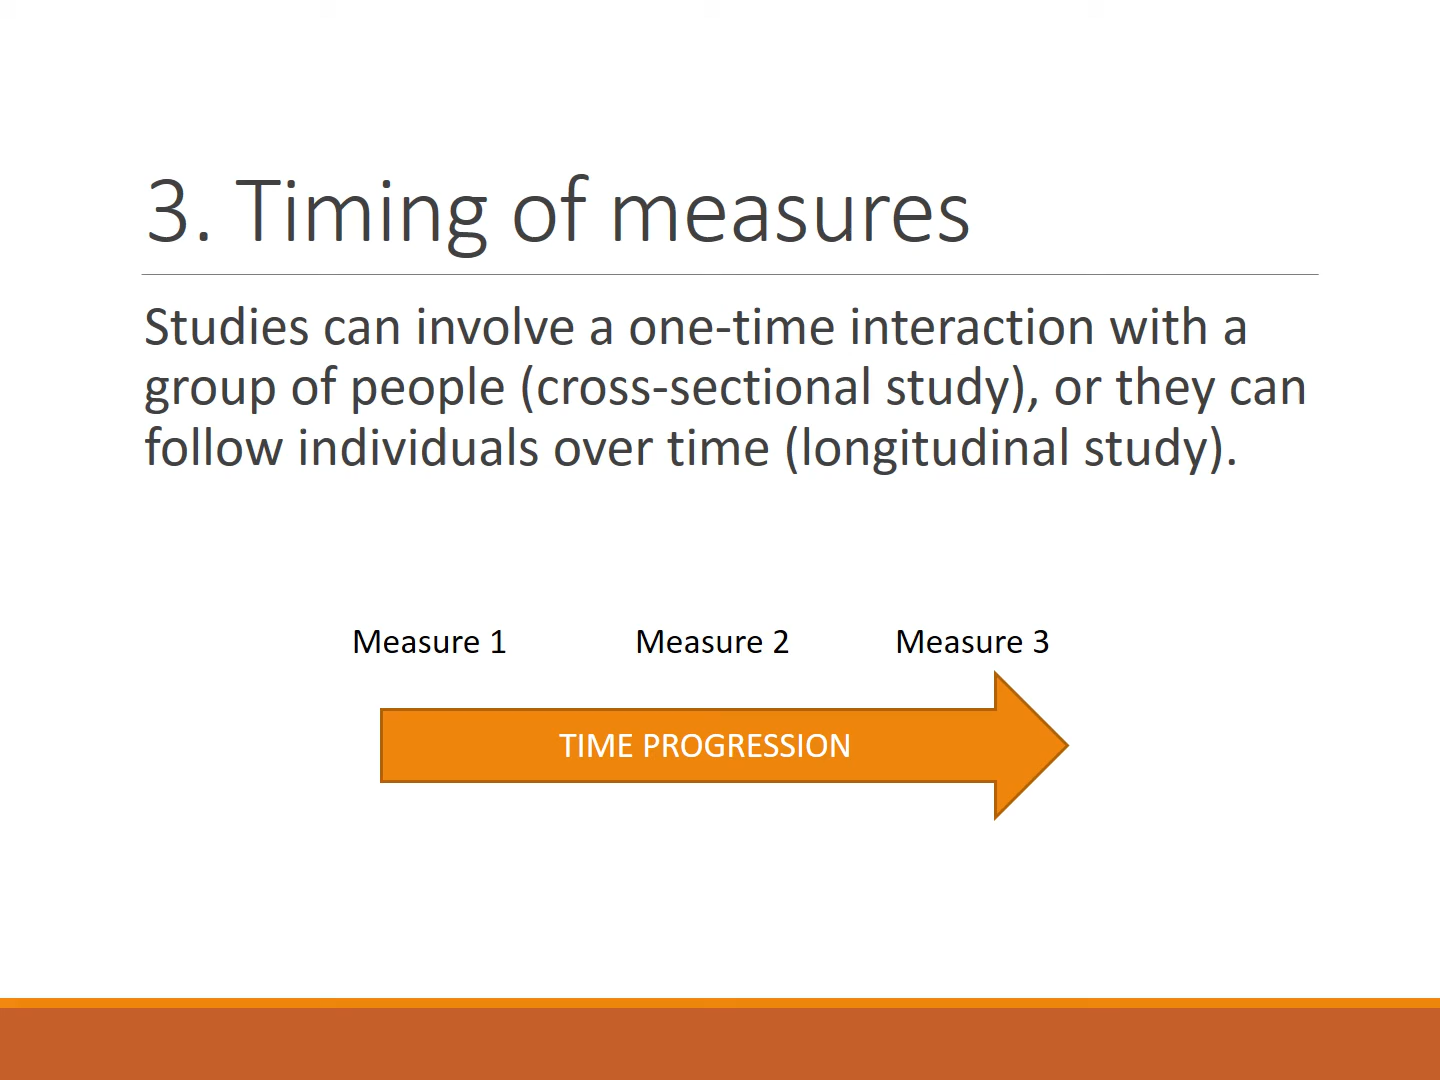 3. Timing of measures
Studies can involve a one-time interaction with a
group of people (cross-sectional study), or they can
follow individuals over time (longitudinal study).
Measure 1 Measure 2 Measure 3
TIME PROGRESSION